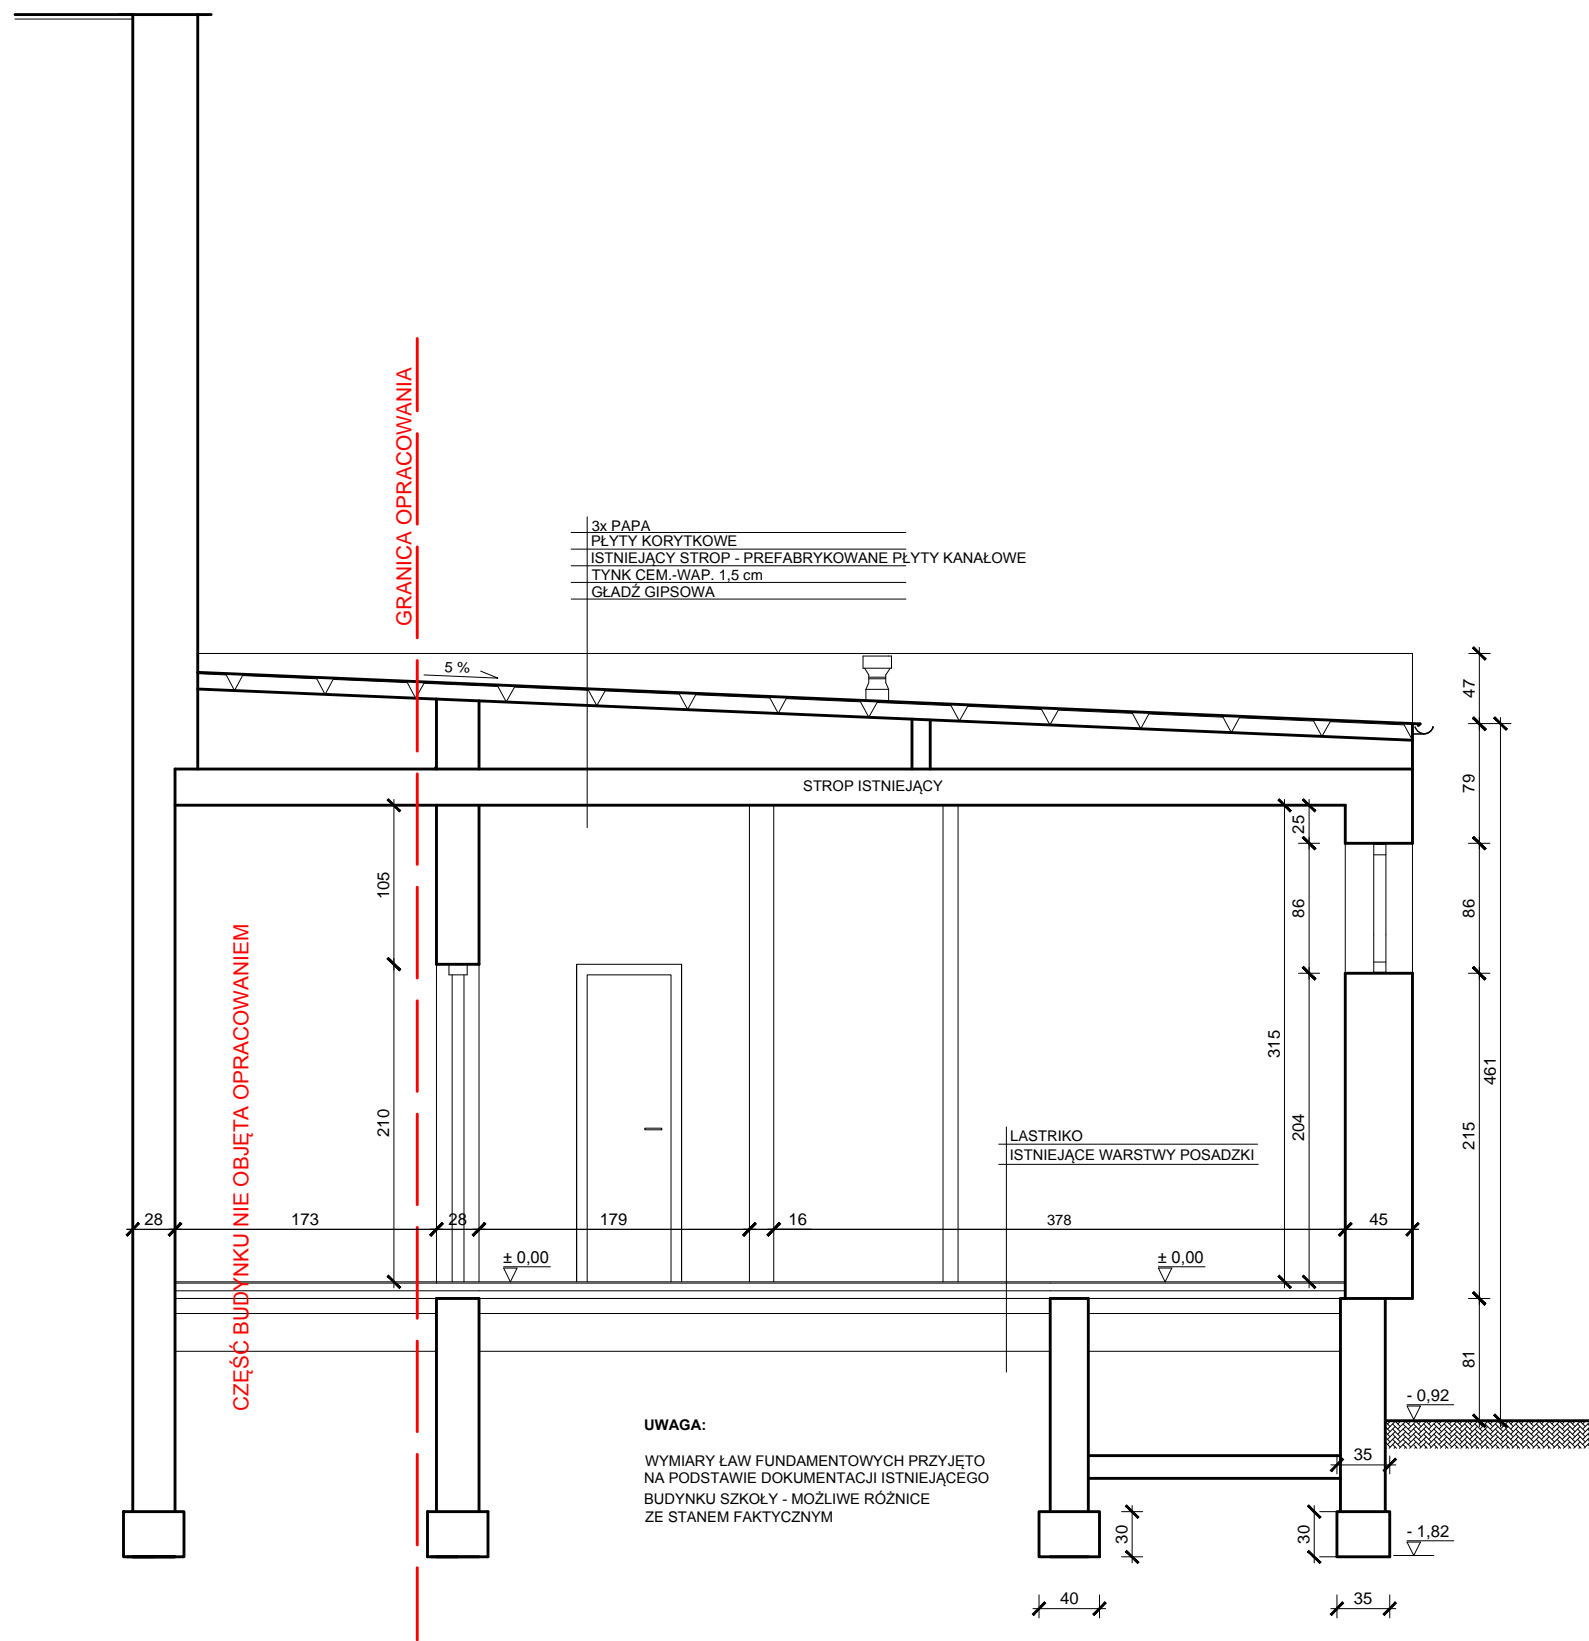 GRANICA OPRACOWANIA
3x PAPA
PŁYTY KORYTKOWE
ISTNIEJĄCY STROP - PREFABRYKOWANE PŁYTY KANAŁOWE
TYNK CEM.-WAP. 1,5 cm
GŁADŹ GIPSOWA
5 %
47
STROP ISTNIEJĄCY
79
25
105
86
86
CZĘŚĆ BUDYNKU NIE OBJĘTA OPRACOWANIEM
315
461
210
204
215
LASTRIKO
ISTNIEJĄCE WARSTWY POSADZKI
28
173
28
179
16
378
45
± 0,00
± 0,00
81
- 0,92
UWAGA:
WYMIARY ŁAW FUNDAMENTOWYCH PRZYJĘTO
NA PODSTAWIE DOKUMENTACJI ISTNIEJĄCEGO
BUDYNKU SZKOŁY - MOŻLIWE RÓŻNICE
ZE STANEM FAKTYCZNYM
35
30
30
- 1,82
40
35